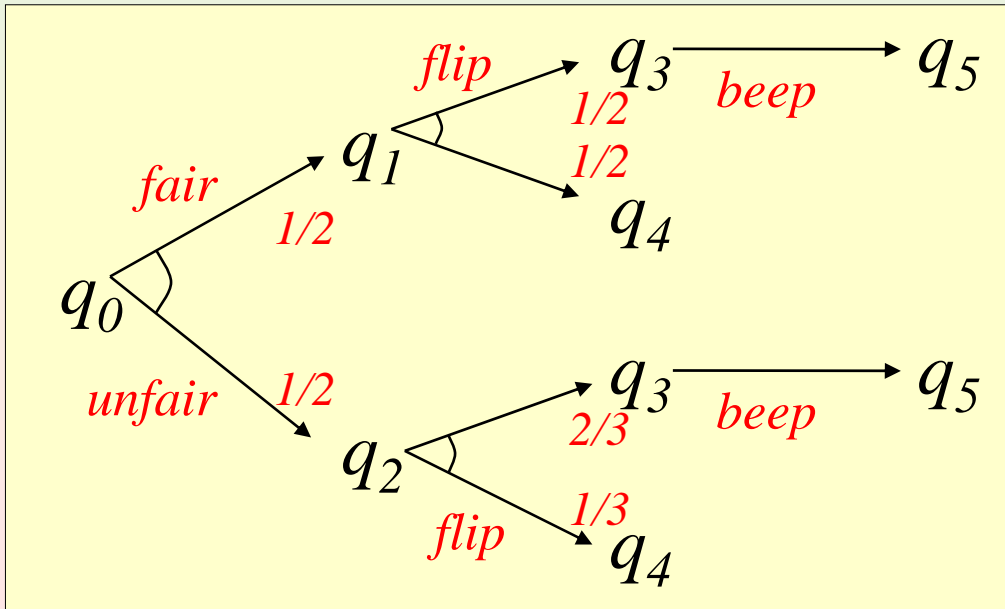 flip
q3
beep
q5
1/2
q1
1/2
fair
q4
1/2
q0
unfair
1/2
q3
beep
q5
2/3
q2
flip
1/3
q4